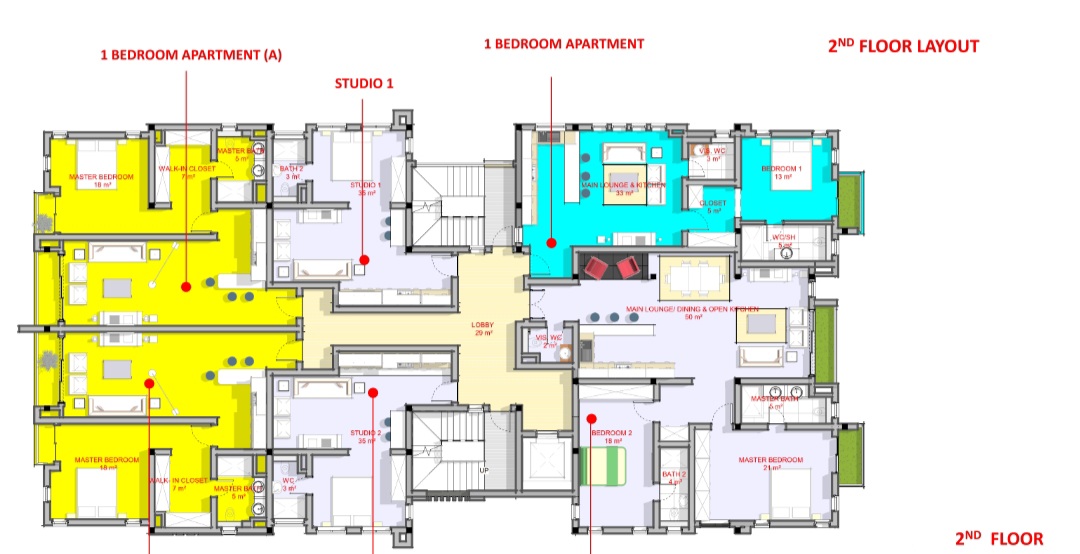 1 BEDROOM APARTMENT
2ND FLOOR LAYOUT
1 BEDROOM APARTMENT (A)
STUDIO 1
MASTER BEDROOM
18 m²
WALK-IN CLOSET
7 m²
MASTER BATH
5 m²
BATH 2
3 m²
STUDIO 1
35 m²
MAIN LOUNGE & KITCHEN
33 m²
VIS. WC
3 m²
BEDROOM 1
13 m²
CLOSET
5 m²
WC/SH
5 m²
LOBBY
29 m²
MAIN LOUNGE/ DINING & OPEN KITCHEN
50 m²
VIS. WC
2 m²
MASTER BATH
5 m²
STUDIO 2
35 m²
BEDROOM 2
18 m²
MASTER BEDROOM
18 m²
WALK- IN CLOSET
7 m²
MASTER BATH
5 m²
WC
3 m²
UP
BATH 2
4 m²
MASTER BEDROOM
21 m²
2ND FLOOR